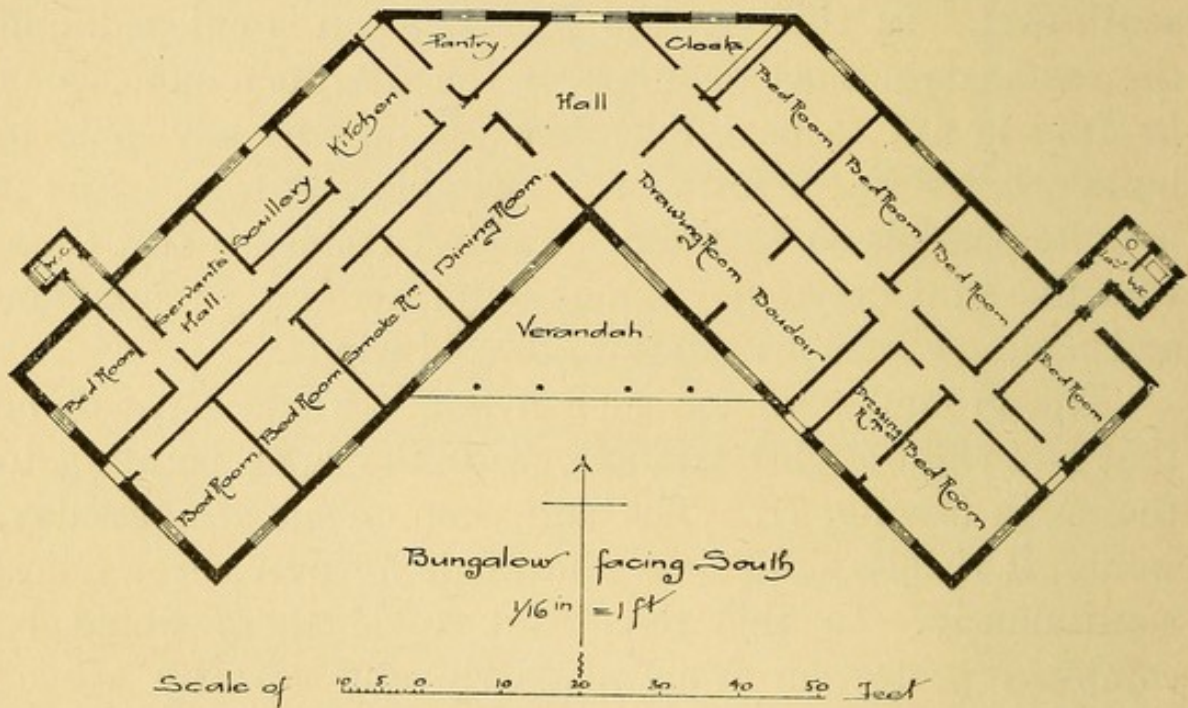 Pantry.
Cloaks.
Hall
Kitchen
Scullery
Servants'
Hall.
W.C.
Bed Room
Bed Room
Bed Room
Smoke Rm
Dining Room
Drawing Room
Boudoir
Verandah.
Bed Room
Bed Room
Bed Room
Lav
W.C
Bed Room
Dressing
Rm
Bed Room
Bungalow facing South
1/16 in = 1 ft
Scale of 10 5 0 10 20 30 40 50 Feet